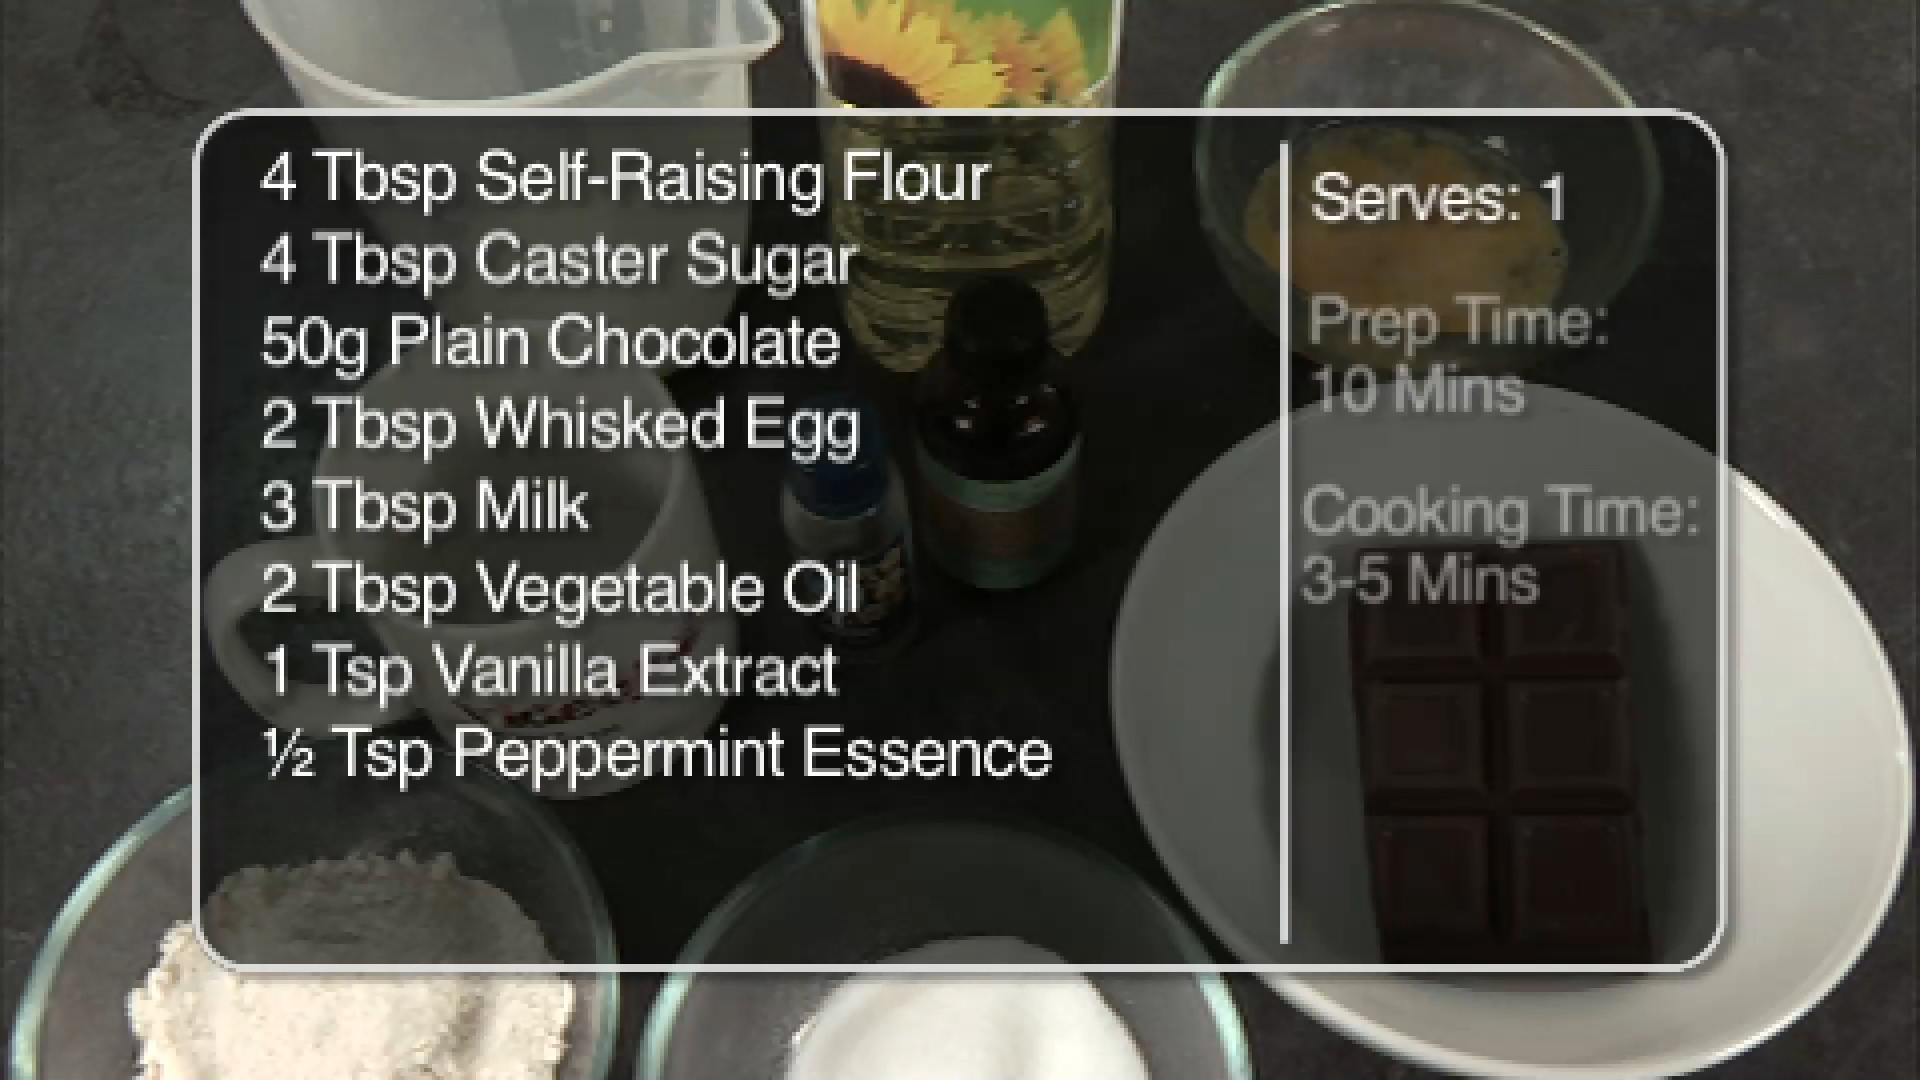 4 Tbsp Self-Raising Flour
4 Tbsp Caster Sugar
50g Plain Chocolate
2 Tbsp Whisked Egg
3 Tbsp Milk
2 Tbsp Vegetable Oil
1 Tsp Vanilla Extract
½ Tsp Peppermint Essence
Serves: 1
Prep Time:
10 Mins
Cooking Time:
3-5 Mins